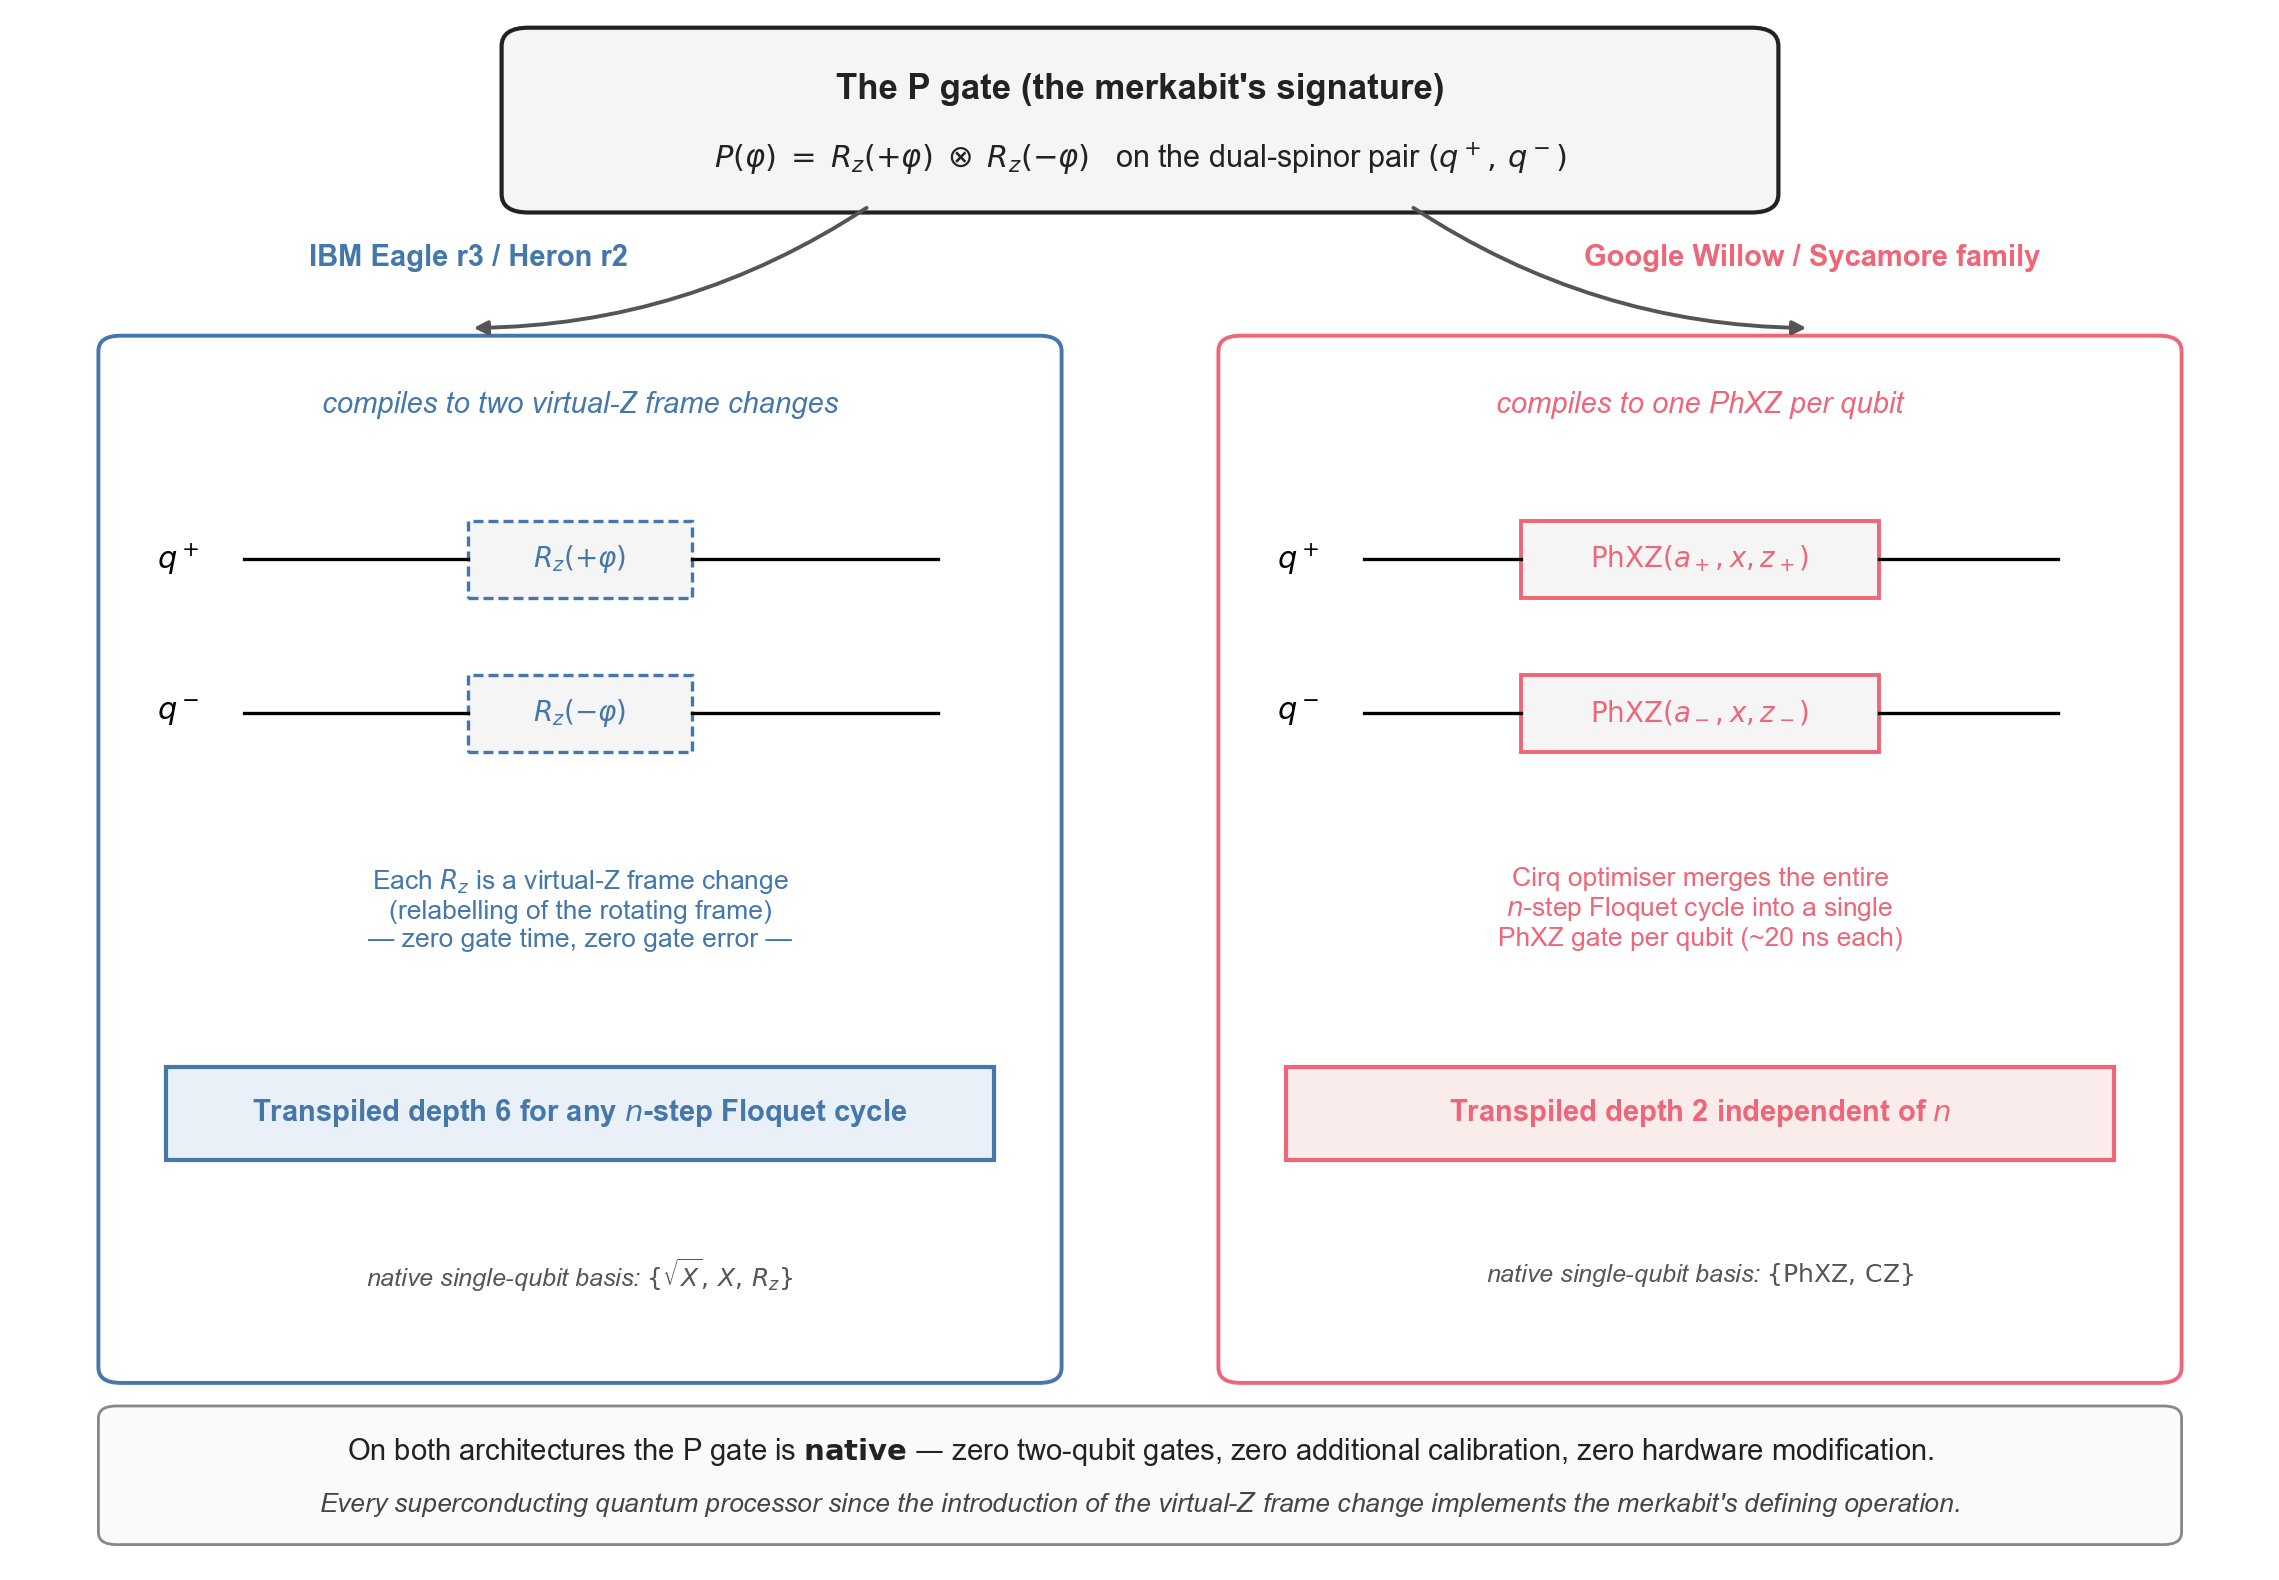 The P gate (the merkabit's signature)
P(φ) = R_z(+φ) ⊗ R_z(−φ) on the dual-spinor pair (q⁺, q⁻)
IBM Eagle r3 / Heron r2
Google Willow / Sycamore family
compiles to two virtual-Z frame changes
q⁺
R_z(+φ)
q⁻
R_z(−φ)
Each R_z is a virtual-Z frame change
(relabelling of the rotating frame)
— zero gate time, zero gate error —
Transpiled depth 6 for any n-step Floquet cycle
native single-qubit basis: {√X, X, R_z}
compiles to one PhXZ per qubit
q⁺
PhXZ(a₊, x, z₊)
q⁻
PhXZ(a₋, x, z₋)
Cirq optimiser merges the entire
n-step Floquet cycle into a single
PhXZ gate per qubit (~20 ns each)
Transpiled depth 2 independent of n
native single-qubit basis: {PhXZ, CZ}
On both architectures the P gate is native — zero two-qubit gates, zero additional calibration, zero hardware modification.
Every superconducting quantum processor since the introduction of the virtual-Z frame change implements the merkabit's defining operation.